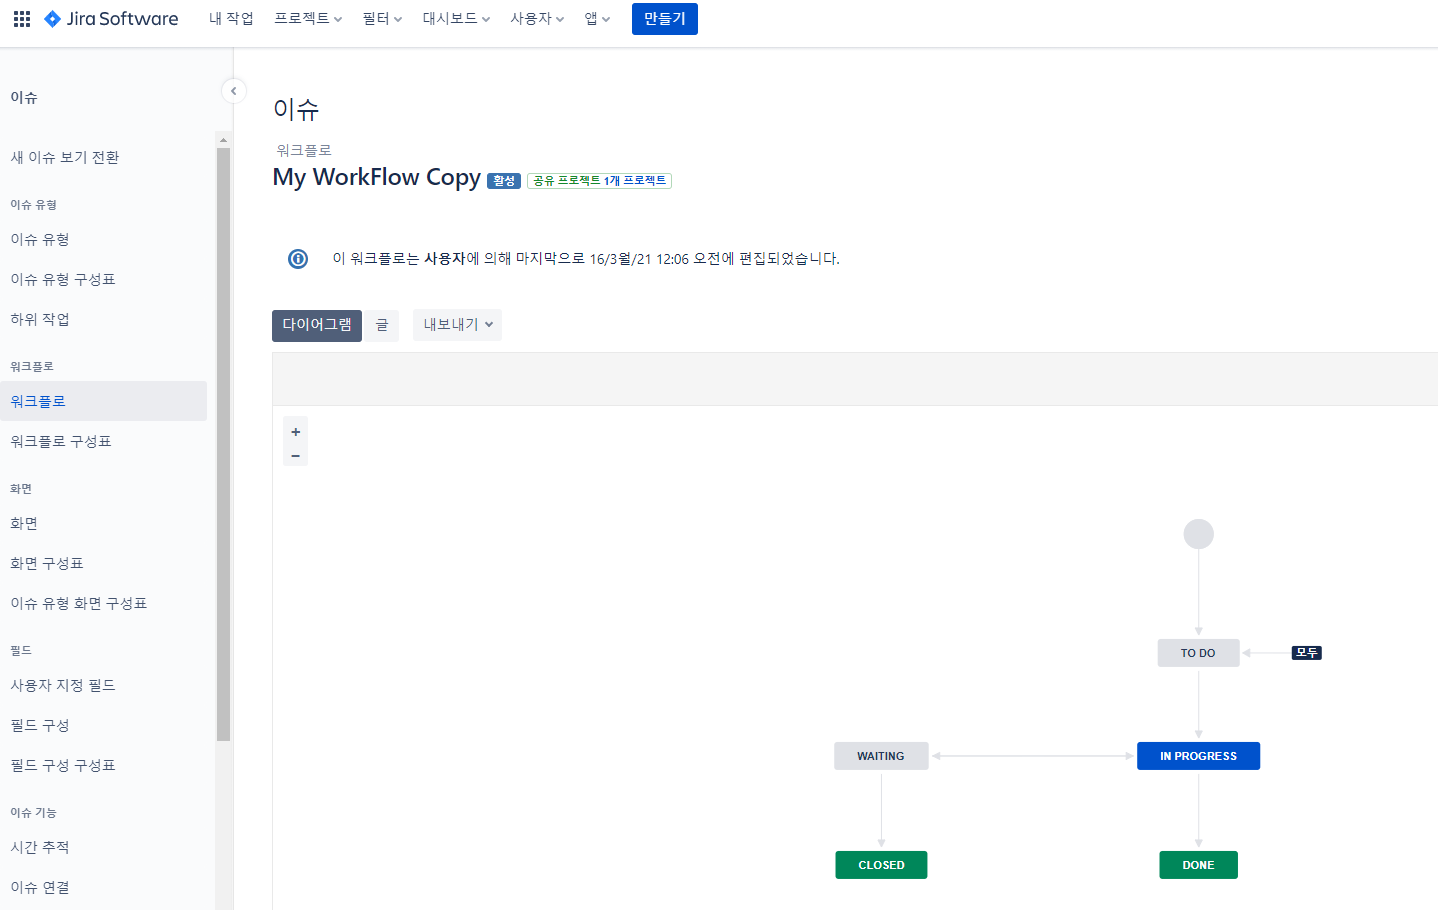 Jira Software 내 작업 프로젝트 필터 대시보드 사용자 앱 만들기
이슈
새 이슈 보기 전환
이슈 유형
이슈 유형
이슈 유형 구성표
하위 작업
워크플로
워크플로
워크플로 구성표
화면
화면
화면 구성표
이슈 유형 화면 구성표
필드
사용자 지정 필드
필드 구성
필드 구성 구성표
이슈 기능
시간 추적
이슈 연결
이슈
워크플로
My WorkFlow Copy 활성 공유 프로젝트 1개 프로젝트
이 워크플로는 사용자에 의해 마지막으로 16/3월/21 12:06 오전에 편집되었습니다.
다이어그램 글 내보내기
+
−
TO DO 모두
WAITING IN PROGRESS
CLOSED DONE